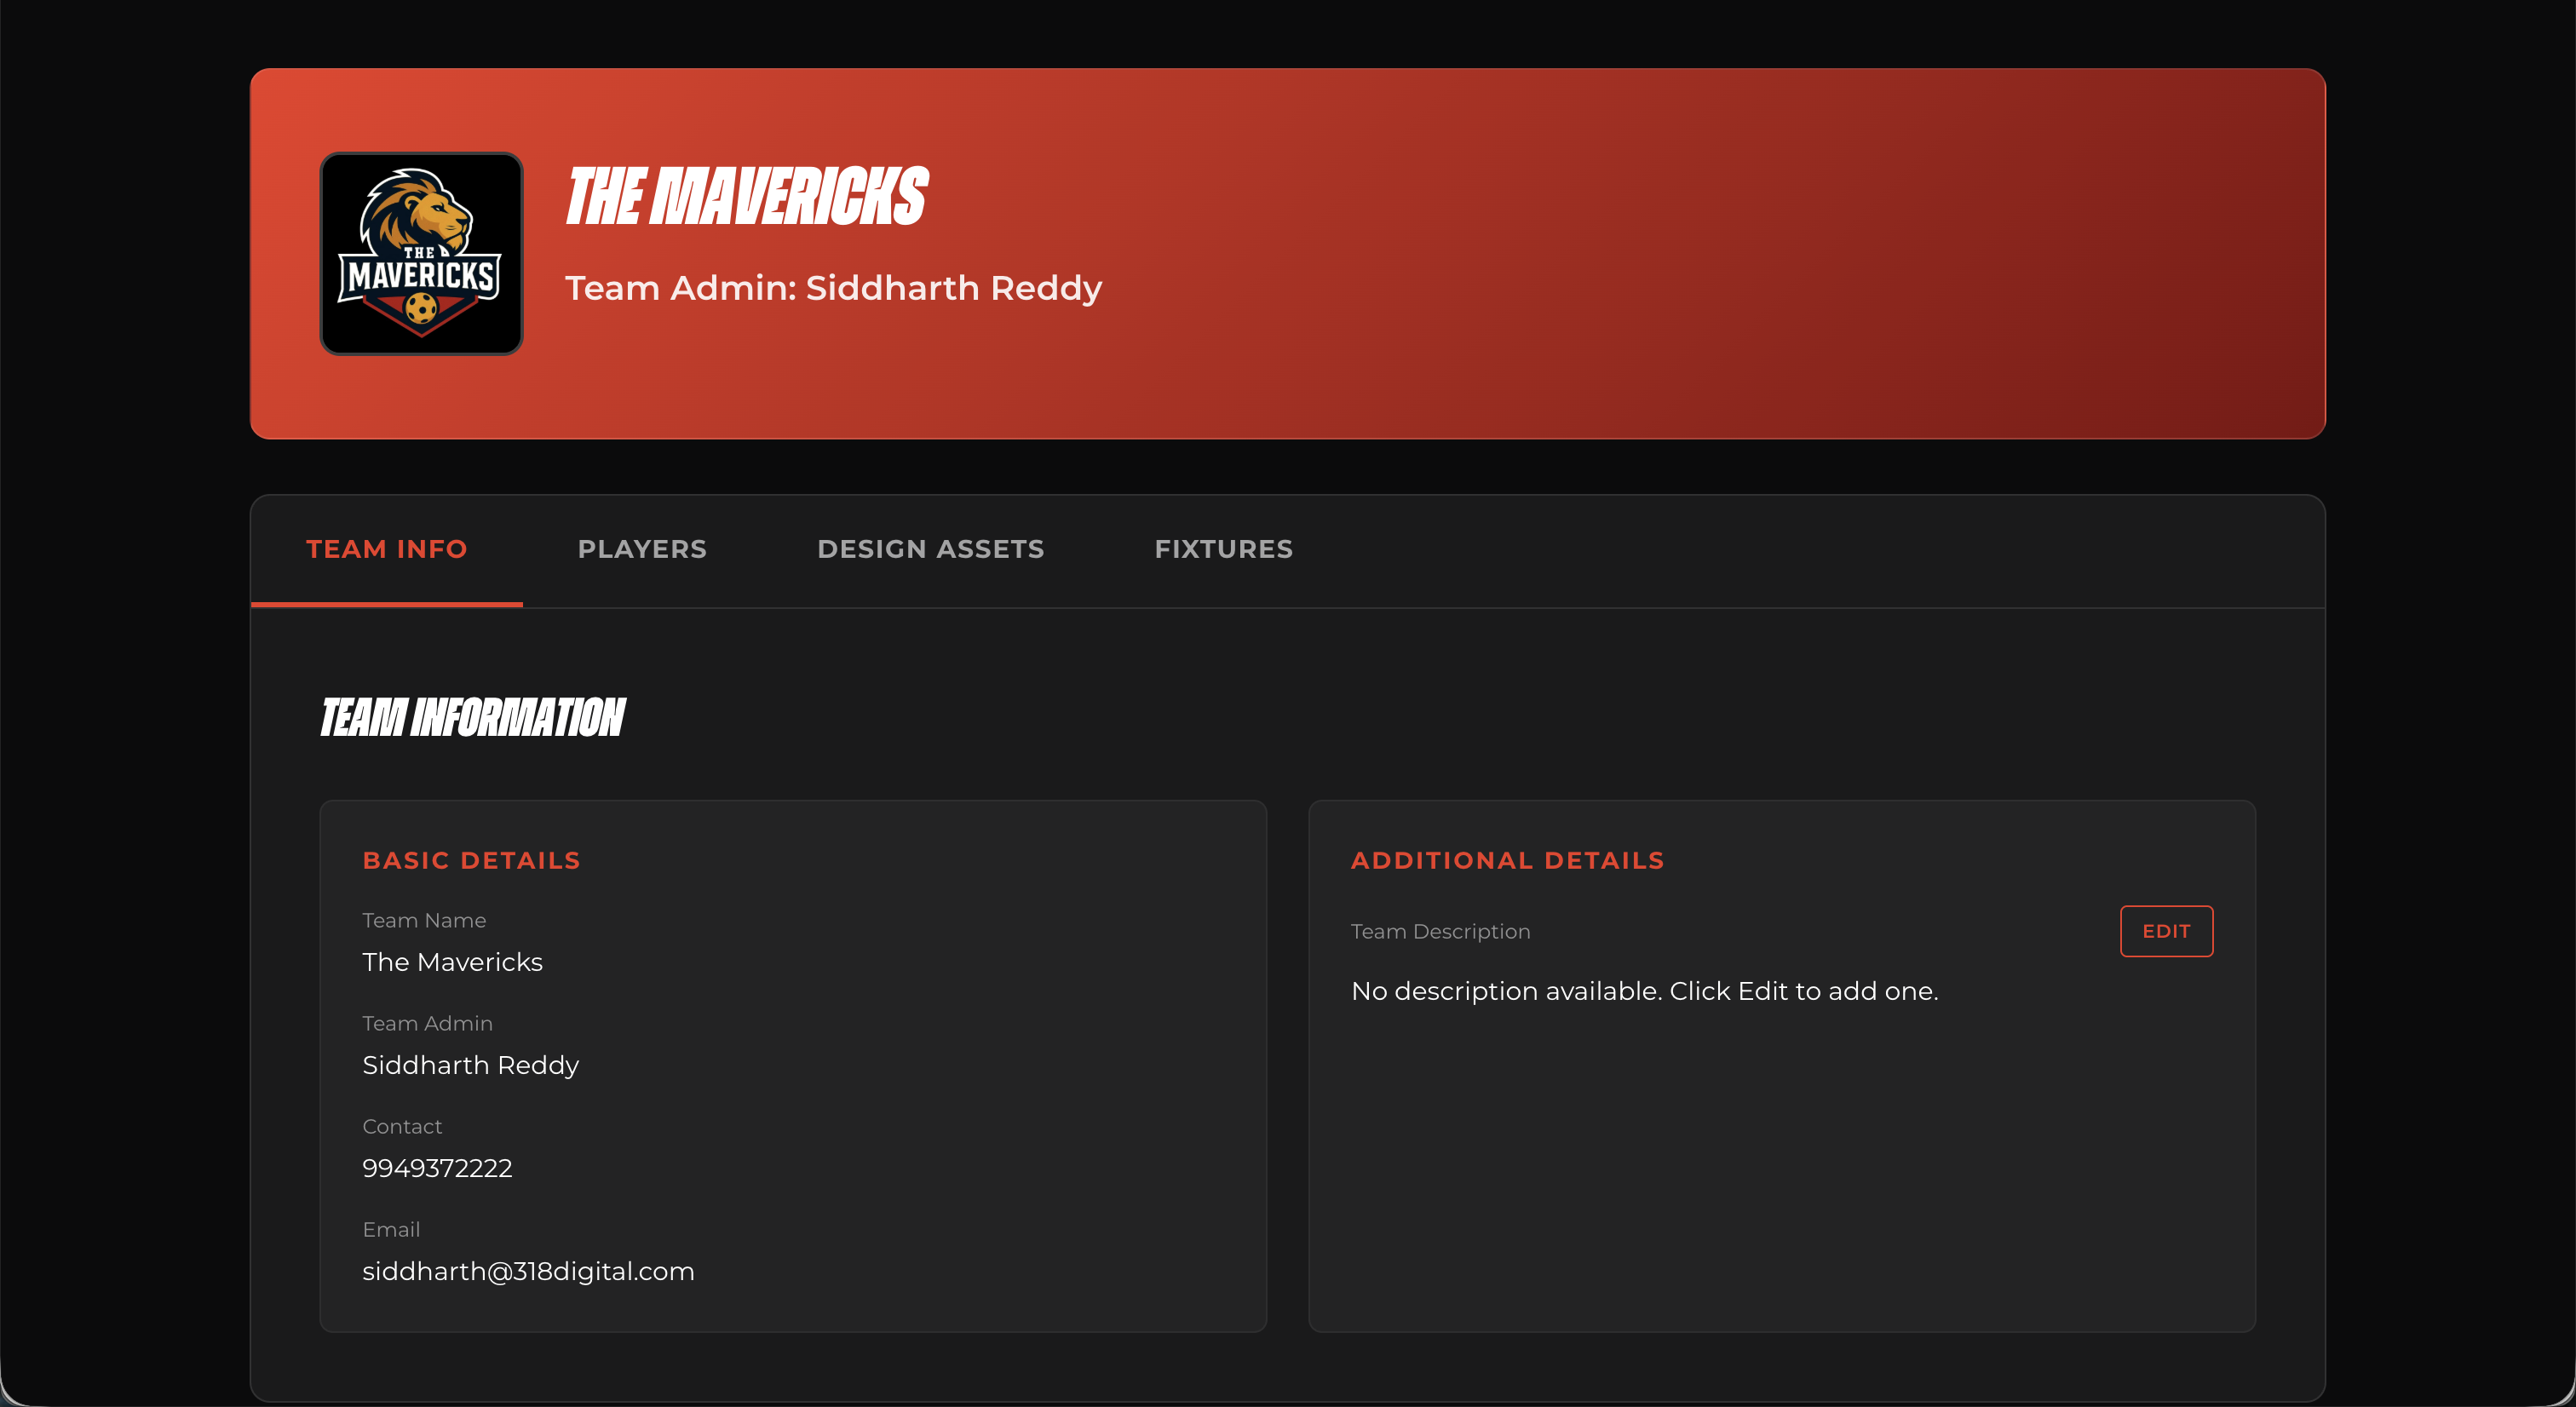 THE
MAVERICKS
THE MAVERICKS
Team Admin: Siddharth Reddy
TEAM INFO
PLAYERS
DESIGN ASSETS
FIXTURES
TEAM INFORMATION
BASIC DETAILS
Team Name
The Mavericks
Team Admin
Siddharth Reddy
Contact
9949372222
Email
siddharth@318digital.com
ADDITIONAL DETAILS
Team Description
EDIT
No description available. Click Edit to add one.